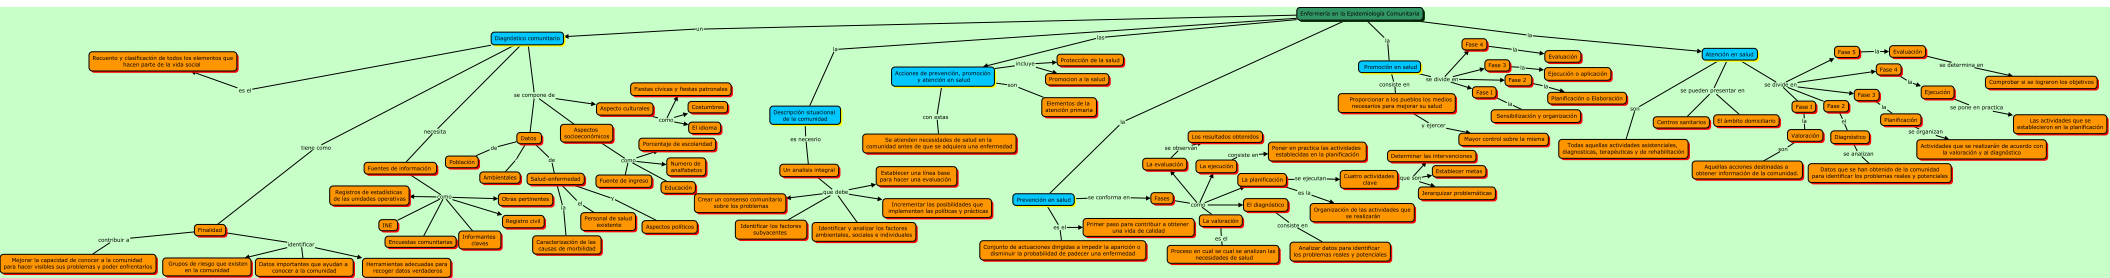 Enfermería en la Epidemiología Comunitaria
un
Diagnóstico comunitario
es el
Recuento y clasificación de todos los elementos que
hacen parte de la vida social
tiene como
Finalidad
contribuir a
Mejorar la capacidad de conocer a la comunidad
para hacer visibles sus problemas y poder enfrentarlos
identificar
Grupos de riesgo que existen
en la comunidad
Datos importantes que ayudan a
conocer a la comunidad
Herramientas adecuadas para
recoger datos verdaderos
necesita
Fuentes de información
como
Registros de estadísticas
de las unidades operativas
INE
Encuestas comunitarias
Informantes
claves
Registro civil
Otras pertinentes
se compone de
Datos
de
Población
Ambientales
de
Salud-enfermedad
la
Caracterización de las
causas de morbilidad
el
Personal de salud
existente
y
Aspectos políticos
Aspecto culturales
como
Fiestas cívicas y fiestas patronales
Costumbres
El idioma
Aspectos
socioeconómicos
como
Porcentaje de escolaridad
Numero de
analfabetos
Educación
Fuente de ingreso
la
Descripción situacional
de la comunidad
es necesrio
Un analisis integral
que debe
Establecer una línea base
para hacer una evaluación
Crear un consenso comunitario
sobre los problemas
Incrementar las posibilidades que
implementen las políticas y prácticas
Identificar los factores
subyacentes
Identificar y analizar los factores
ambientales, sociales e individuales
las
Acciones de prevención, promoción
y atención en salud
incluye
Protección de la salud
Promocion a la salud
son
Elementos de la
atención primaria
con estas
Se atienden necesidades de salud en la
comunidad antes de que se adquiera una enfermedad
la
Prevención en salud
es el
Primer paso para contribuir a obtener
una vida de calidad
Conjunto de actuaciones dirigidas a impedir la aparición o
disminuir la probabilidad de padecer una enfermedad
se conforma en
Fases
como
La evaluación
se observan
Los resultados obtenidos
La ejecución
consiste en
Poner en practica las actividades
establecidas en la planificación
La planificación
se ejecutan
Cuatro actividades
clave
que son
Determinar las intervenciones
Establecer metas
Jerarquizar problemáticas
es la
Organización de las actividades que
se realizarán
El diagnóstico
consiste en
Analizar datos para identificar
los problemas reales y potenciales
La valoración
es el
Proceso en cual se cual se analizan las
necesidades de salud
la
Promoción en salud
consiste en
Proporcionar a los pueblos los medios
necesarios para mejorar su salud
y ejercer
Mayor control sobre la misma
se divide en
Fase 4
la
Evaluación
Fase 3
la
Ejecución o aplicación
Fase 2
la
Planificación o Elaboración
Fase 1
la
Sensibilización y organización
la
Atención en salud
son
Todas aquellas actividades asistenciales,
diagnosticas, terapéuticas y de rehabilitación
se pueden presentar en
Centros sanitarios
El ámbito domiciliario
se divide en
Fase 5
la
Evaluación
se determina en
Comprobar si se lograron los objetivos
Fase 4
la
Ejecución
se pone en practica
Las actividades que se
establecieron en la planificación
Fase 3
la
Planificación
se organizan
Actividades que se realizarán de acuerdo con
la valoración y al diagnóstico
Fase 2
el
Diagnóstico
se analizan
Datos que se han obtenido de la comunidad
para identificar los problemas reales y potenciales
Fase 1
la
Valoración
son
Aquellas acciones destinadas a
obtener información de la comunidad.